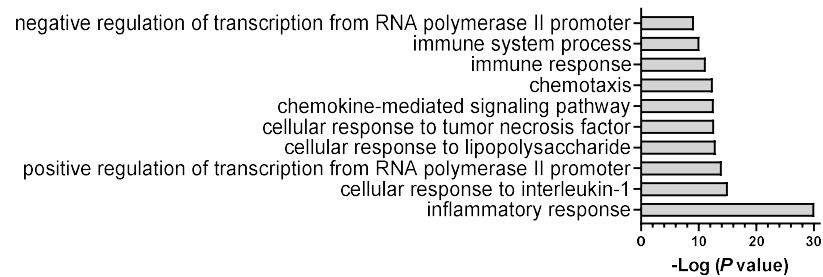 negative regulation of transcription from RNA polymerase II promoter
immune system process
immune response
chemotaxis
chemokine-mediated signaling pathway
cellular response to tumor necrosis factor
cellular response to lipopolysaccharide
positive regulation of transcription from RNA polymerase II promoter
cellular response to interleukin-1
inflammatory response
0 10 20 30
-Log (P value)